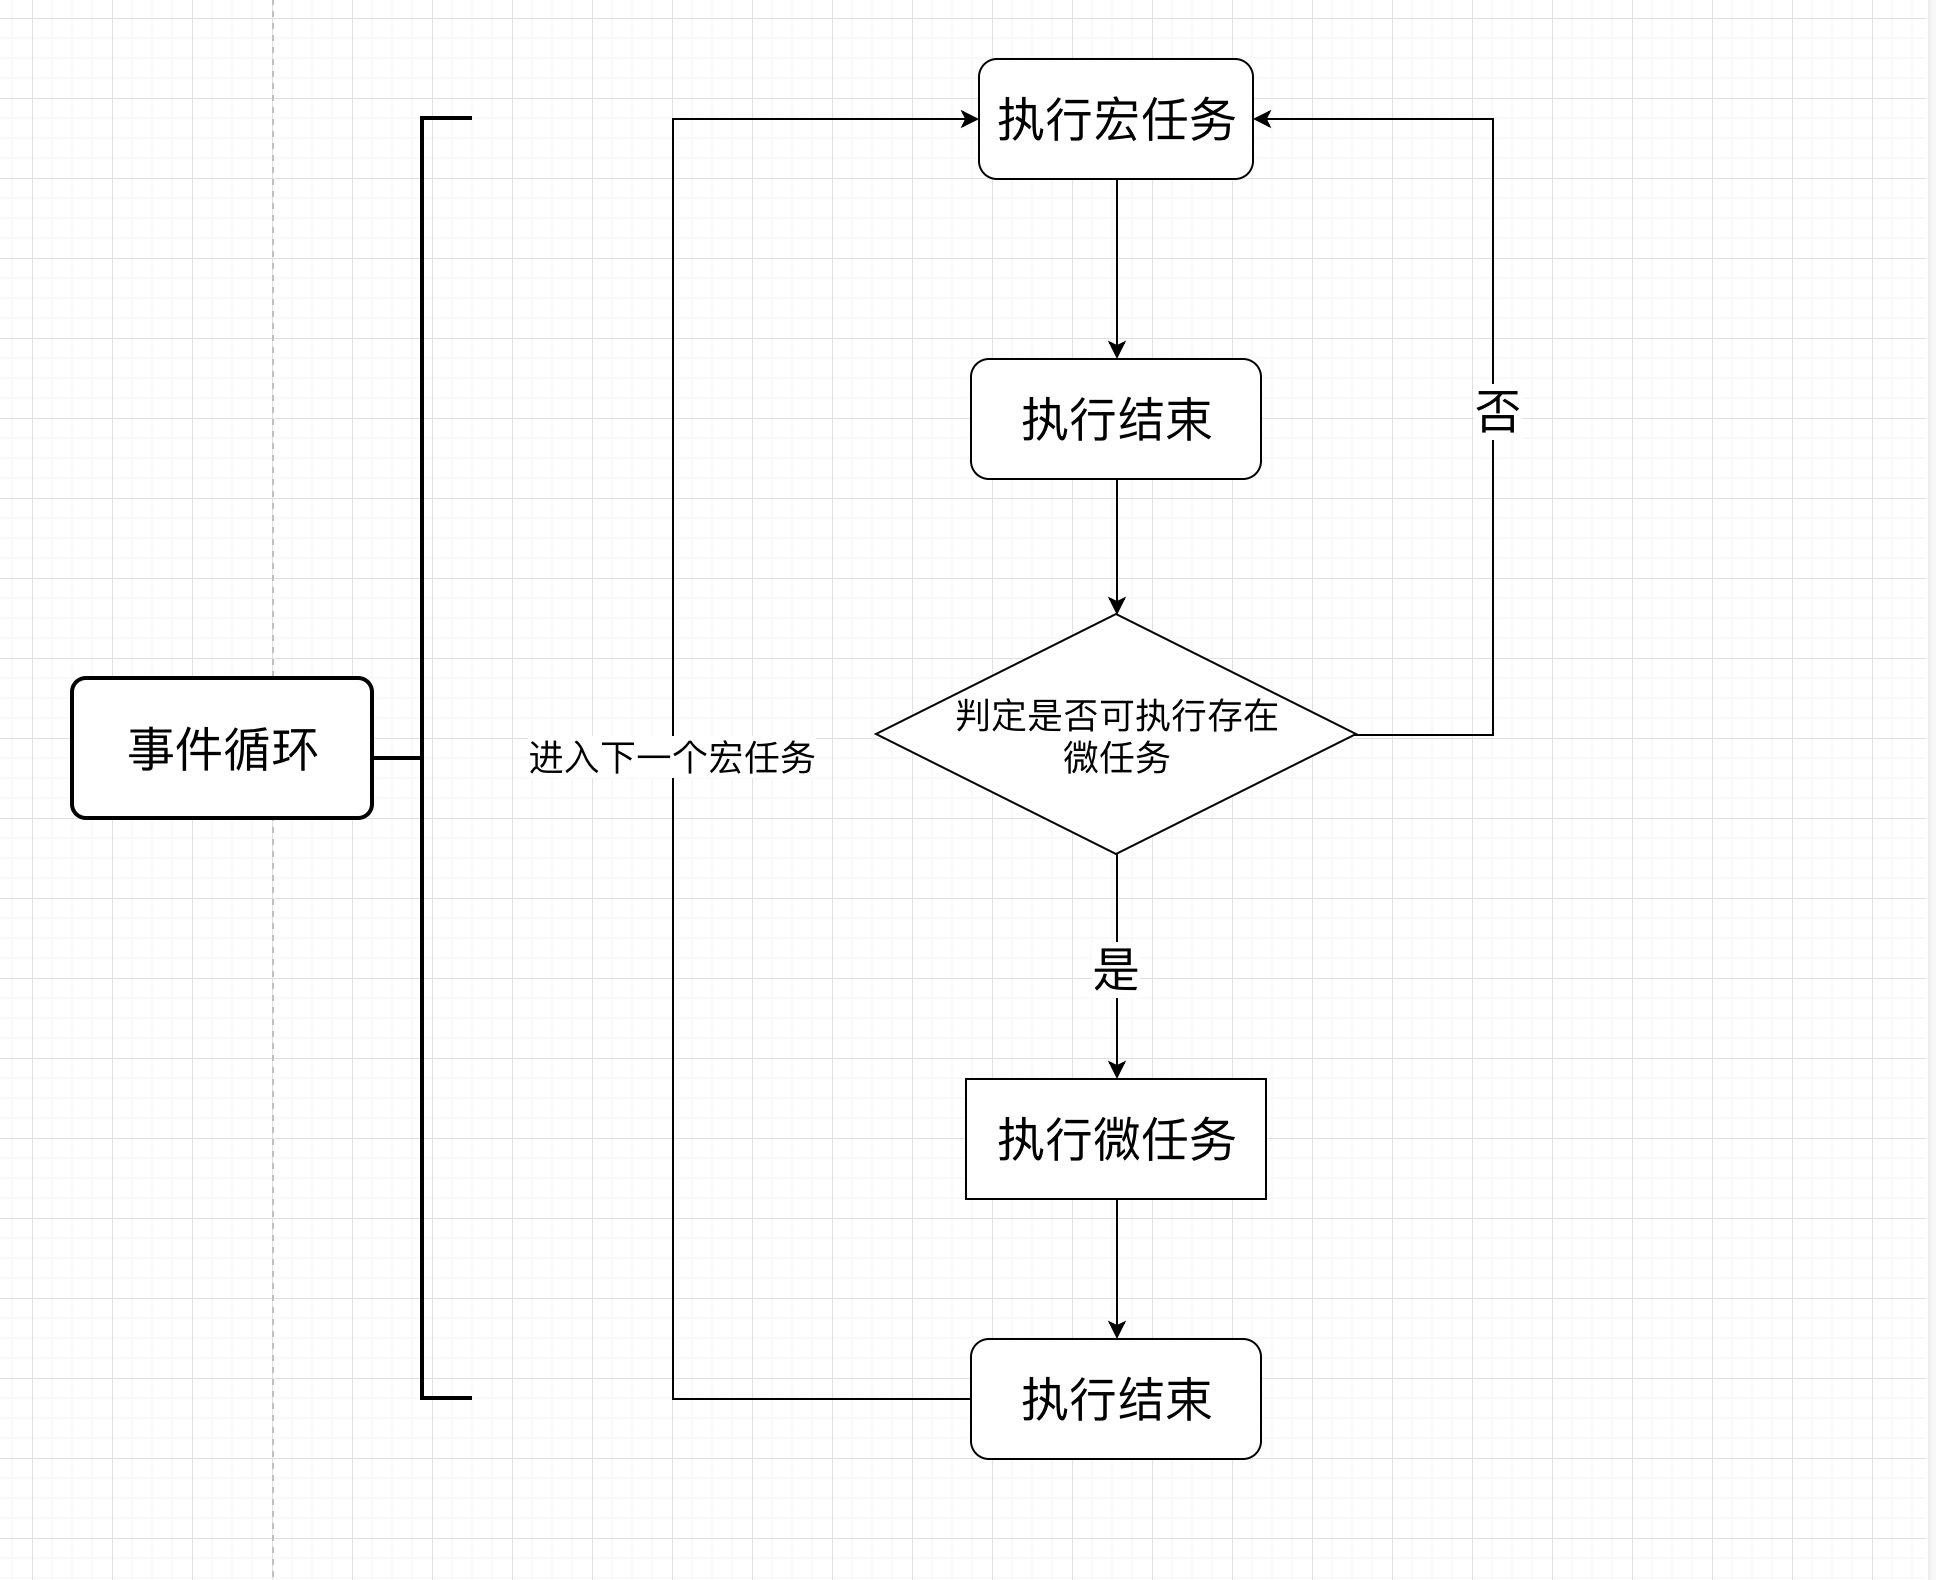 执行宏任务
执行结束
否
判定是否可执行存在
微任务
事件循环
进入下一个宏任务
是
执行微任务
执行结束